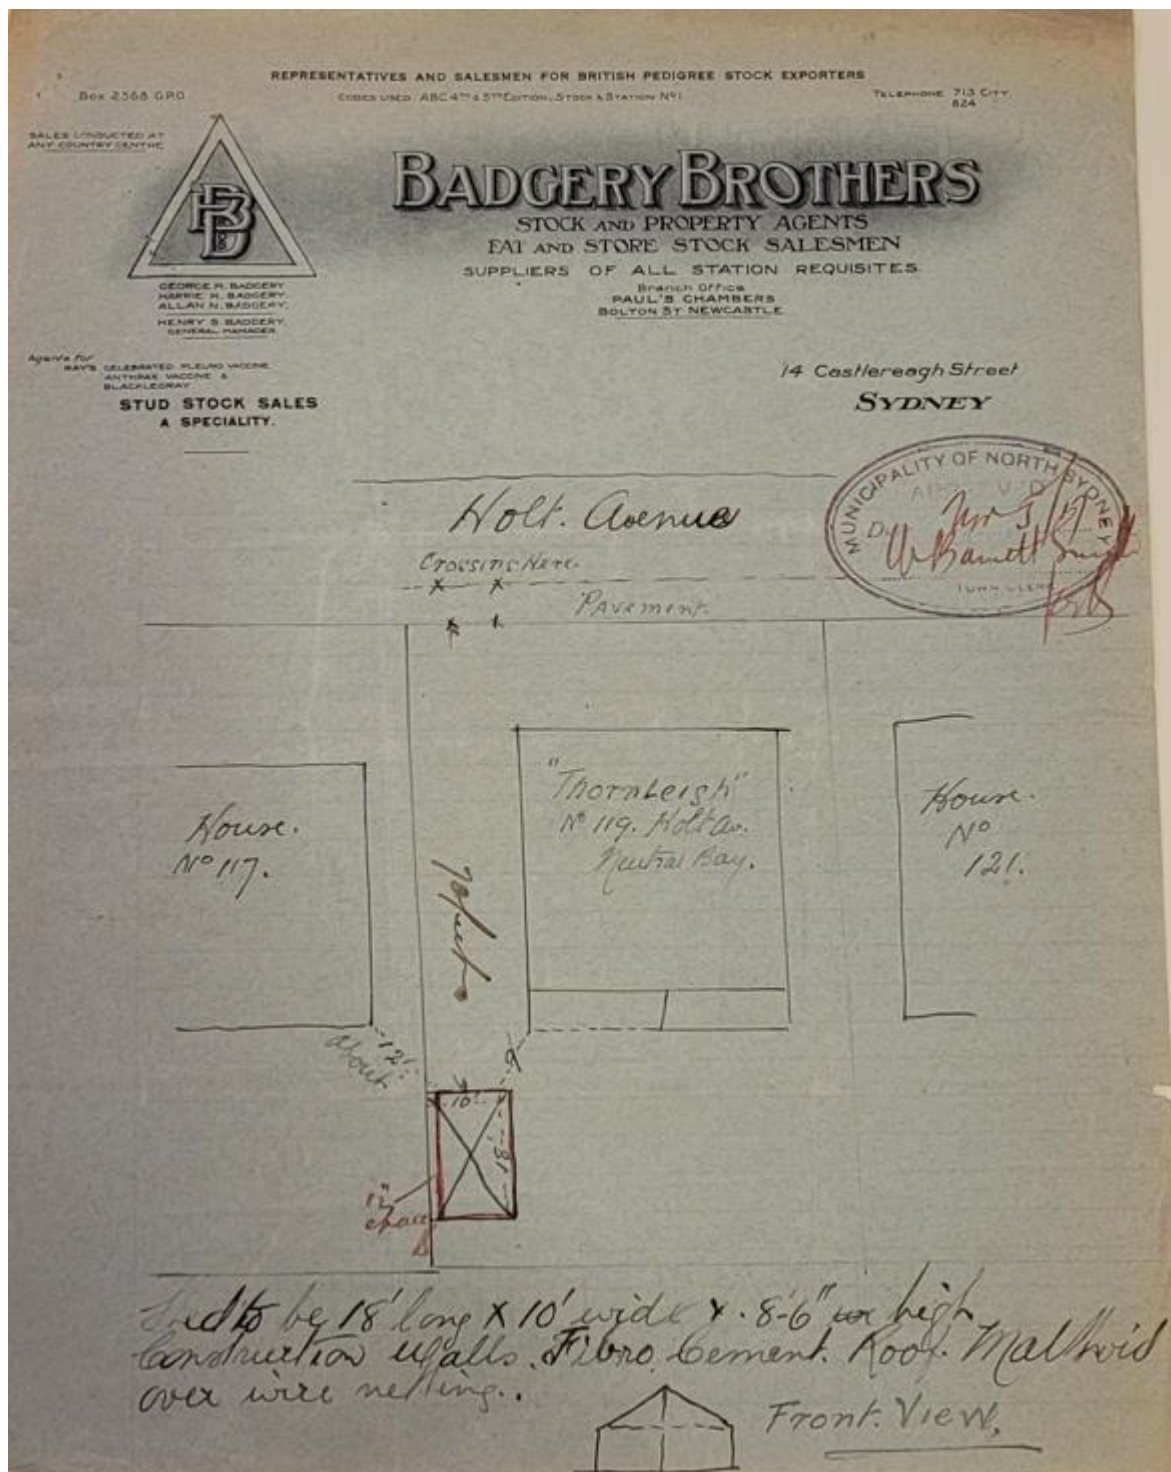 REPRESENTATIVES AND SALESMEN FOR BRITISH PEDIGREE STOCK EXPORTERS
Box 2568 GPO
CODES USED: ABC 4TH & 5TH EDITION, STOCK & STATION No 1
TELEPHONE 713 CITY
824
SALES CONDUCTED AT
ANY COUNTRY CENTRE
BB
BADGERY BROTHERS
STOCK AND PROPERTY AGENTS
FAT AND STORE STOCK SALESMEN
SUPPLIERS OF ALL STATION REQUISITES
Branch Office
PAUL'S CHAMBERS
BOLTON ST NEWCASTLE
GEORGE H. BADGERY
HARRIE H. BADGERY
ALLAN N. BADGERY.
HENRY S. BADGERY.
GENERAL MANAGER.
Agents for
RAY'S CELEBRATED PLEURO VACCINE
ANTHRAX VACCINE &
BLACKLEGRAY
STUD STOCK SALES
A SPECIALITY.
14 Castlereagh Street
SYDNEY
MUNICIPALITY OF NORTH SYDNEY
TOWN CLERK
Holt. Avenue
Crossing Here.
Pavement.
House.
No 117.
"Thornleigh"
No 119. Holt Av.
Neutral Bay.
House.
No
121.
12'
About
10'
18'
1½"
space
Shed to be 18' long X 10' wide X 8'-6" high
Construction Walls. Fibro Cement. Roof. Malthoid
over wire netting..
Front. View.